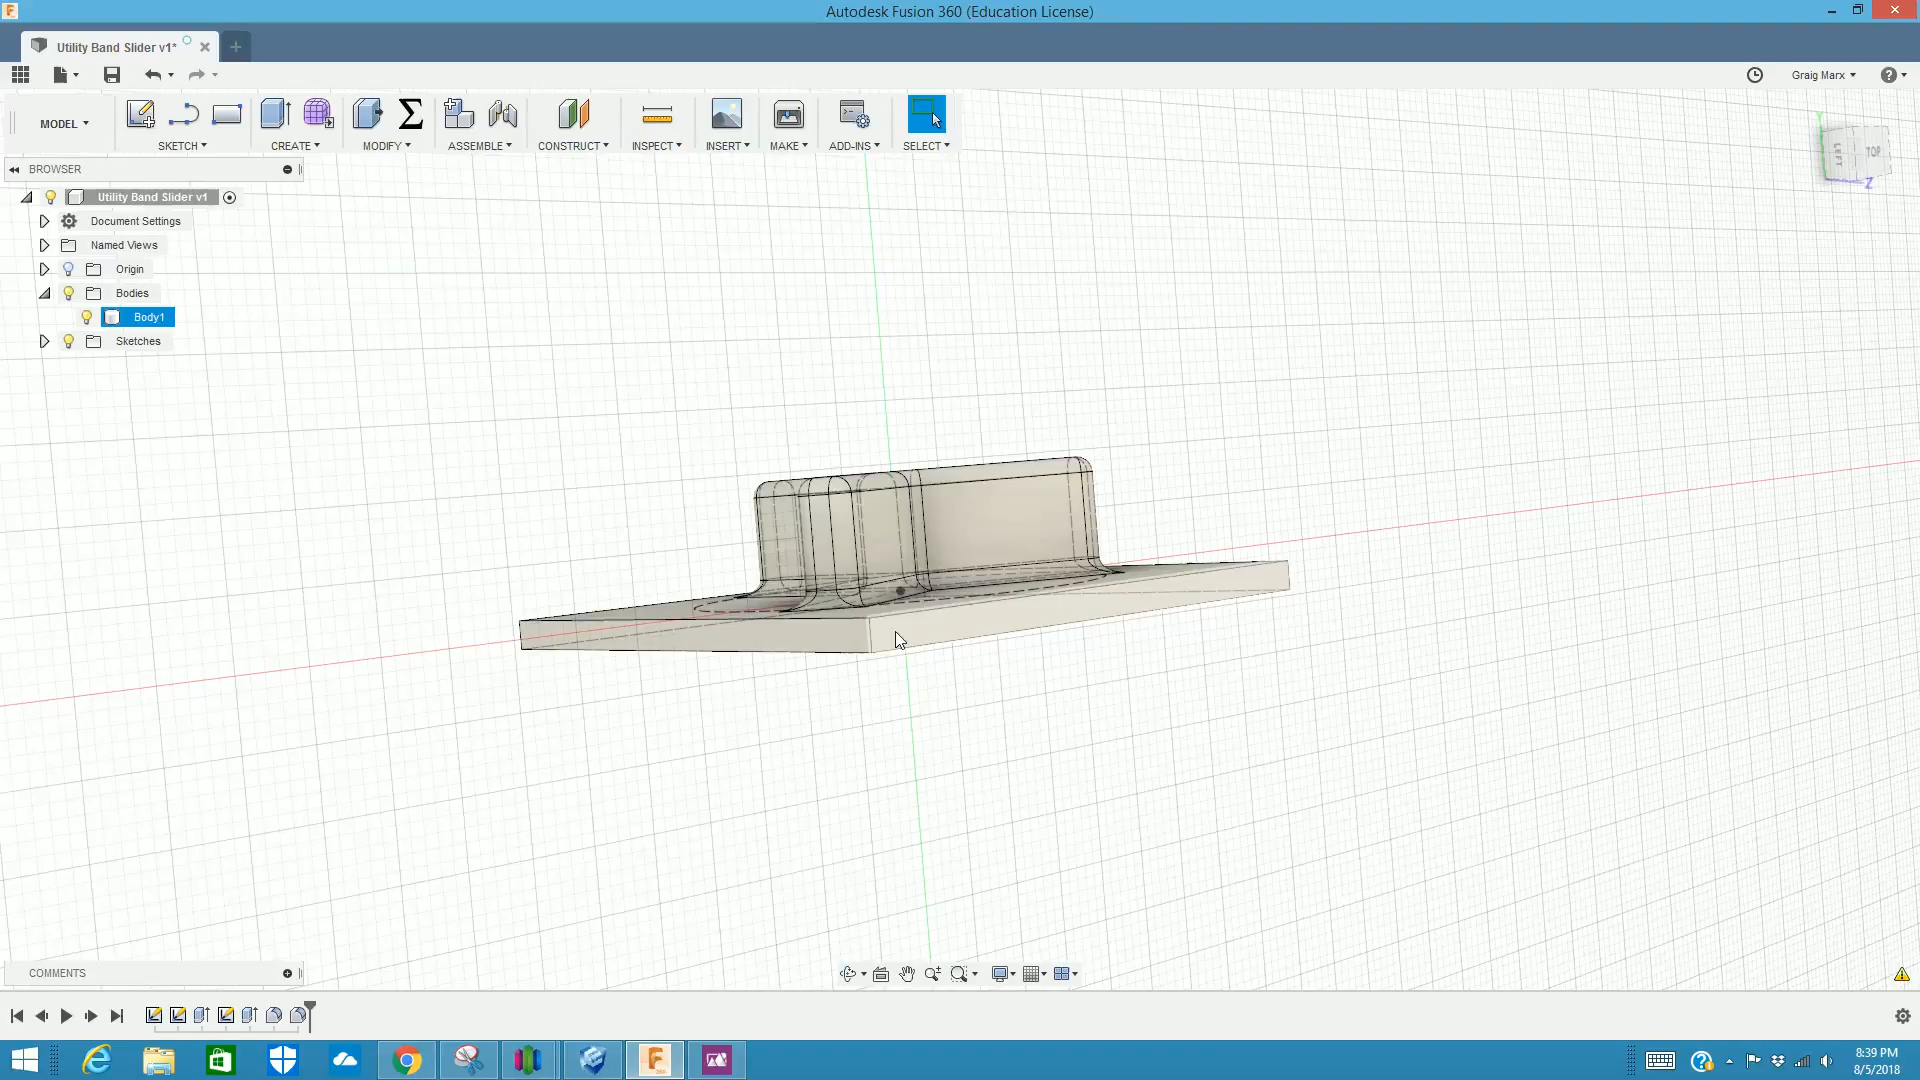 Autodesk Fusion 360 (Education License)
Utility Band Slider v1*
Graig Marx
MODEL
SKETCH
CREATE
MODIFY
ASSEMBLE
CONSTRUCT
INSPECT
INSERT
MAKE
ADD-INS
SELECT
BROWSER
Utility Band Slider v1
Document Settings
Named Views
Origin
Bodies
Body1
Sketches
LEFT
TOP
Z
COMMENTS
8:39 PM
8/5/2018